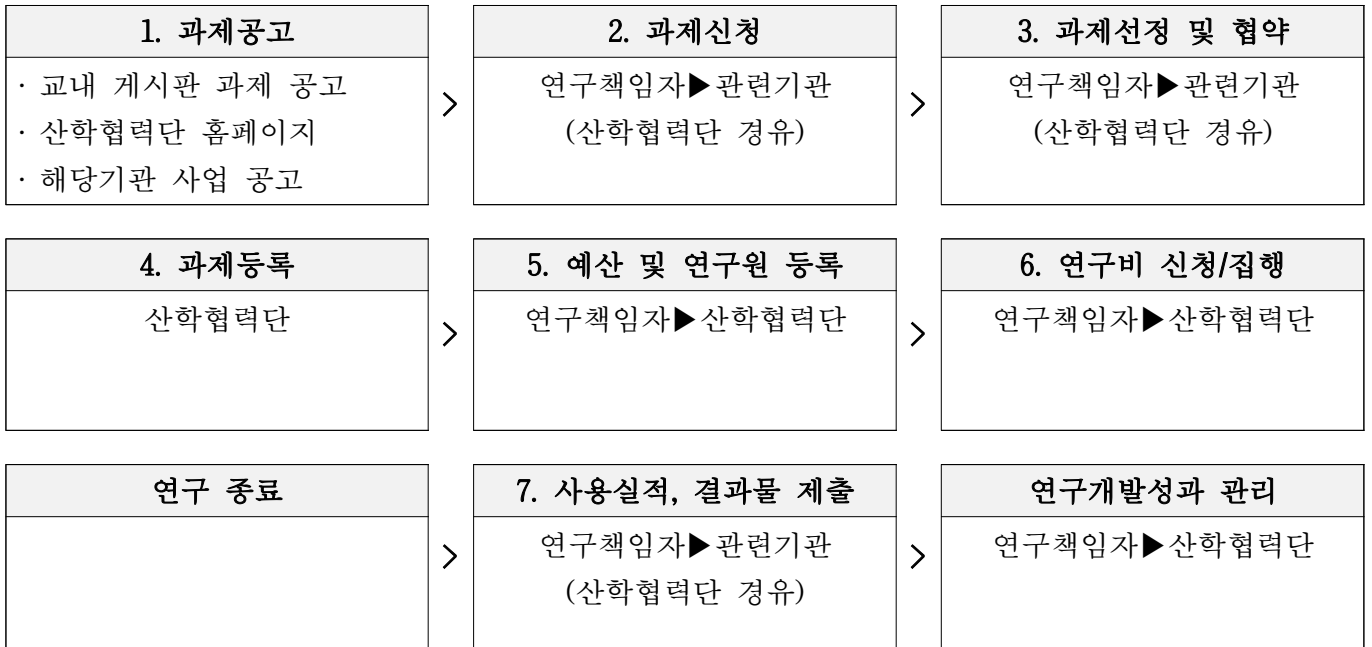 1. 과제공고
· 교내 게시판 과제 공고
· 산학협력단 홈페이지
· 해당기관 사업 공고
>
2. 과제신청
연구책임자▶관련기관
(산학협력단 경유)
>
3. 과제선정 및 협약
연구책임자▶관련기관
(산학협력단 경유)
4. 과제등록
산학협력단
>
5. 예산 및 연구원 등록
연구책임자▶산학협력단
>
6. 연구비 신청/집행
연구책임자▶산학협력단
연구 종료
>
7. 사용실적, 결과물 제출
연구책임자▶관련기관
(산학협력단 경유)
>
연구개발성과 관리
연구책임자▶산학협력단